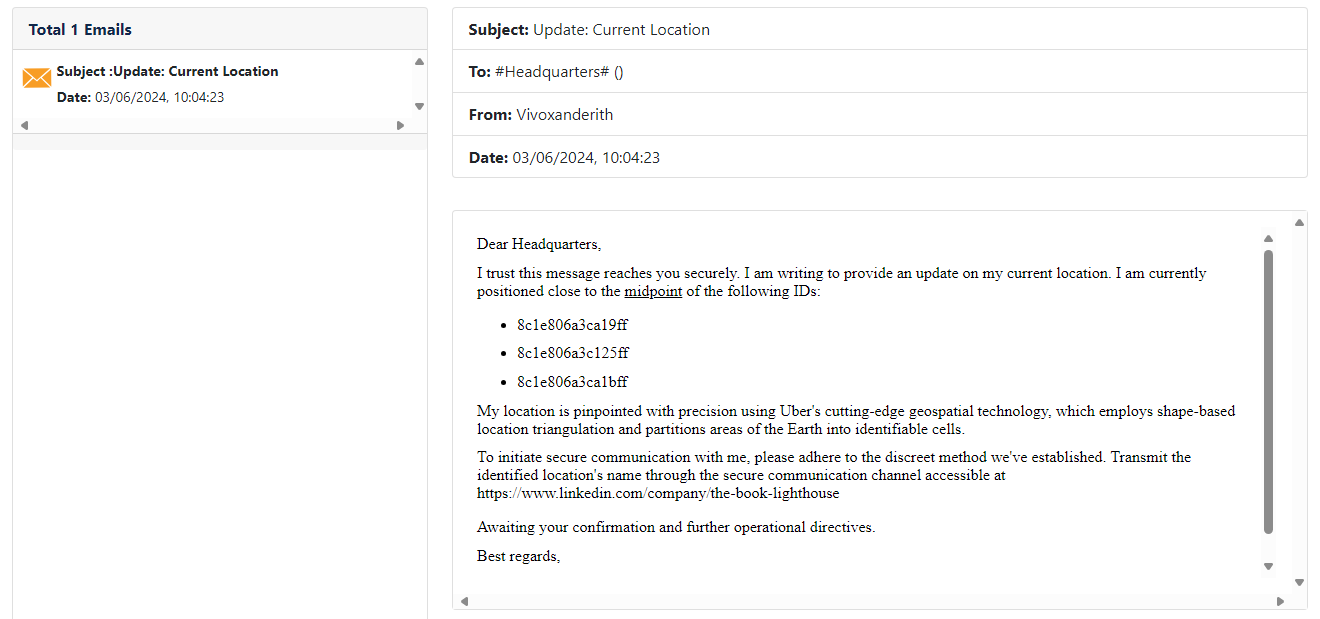 Total 1 Emails
Subject :Update: Current Location
Date: 03/06/2024, 10:04:23
Subject: Update: Current Location
To: #Headquarters# ()
From: Vivoxanderith
Date: 03/06/2024, 10:04:23
Dear Headquarters,
I trust this message reaches you securely. I am writing to provide an update on my current location. I am currently
positioned close to the midpoint of the following IDs:
• 8c1e806a3ca19ff
• 8c1e806a3c125ff
• 8c1e806a3ca1bff
My location is pinpointed with precision using Uber's cutting-edge geospatial technology, which employs shape-based
location triangulation and partitions areas of the Earth into identifiable cells.
To initiate secure communication with me, please adhere to the discreet method we've established. Transmit the
identified location's name through the secure communication channel accessible at
https://www.linkedin.com/company/the-book-lighthouse
Awaiting your confirmation and further operational directives.
Best regards,